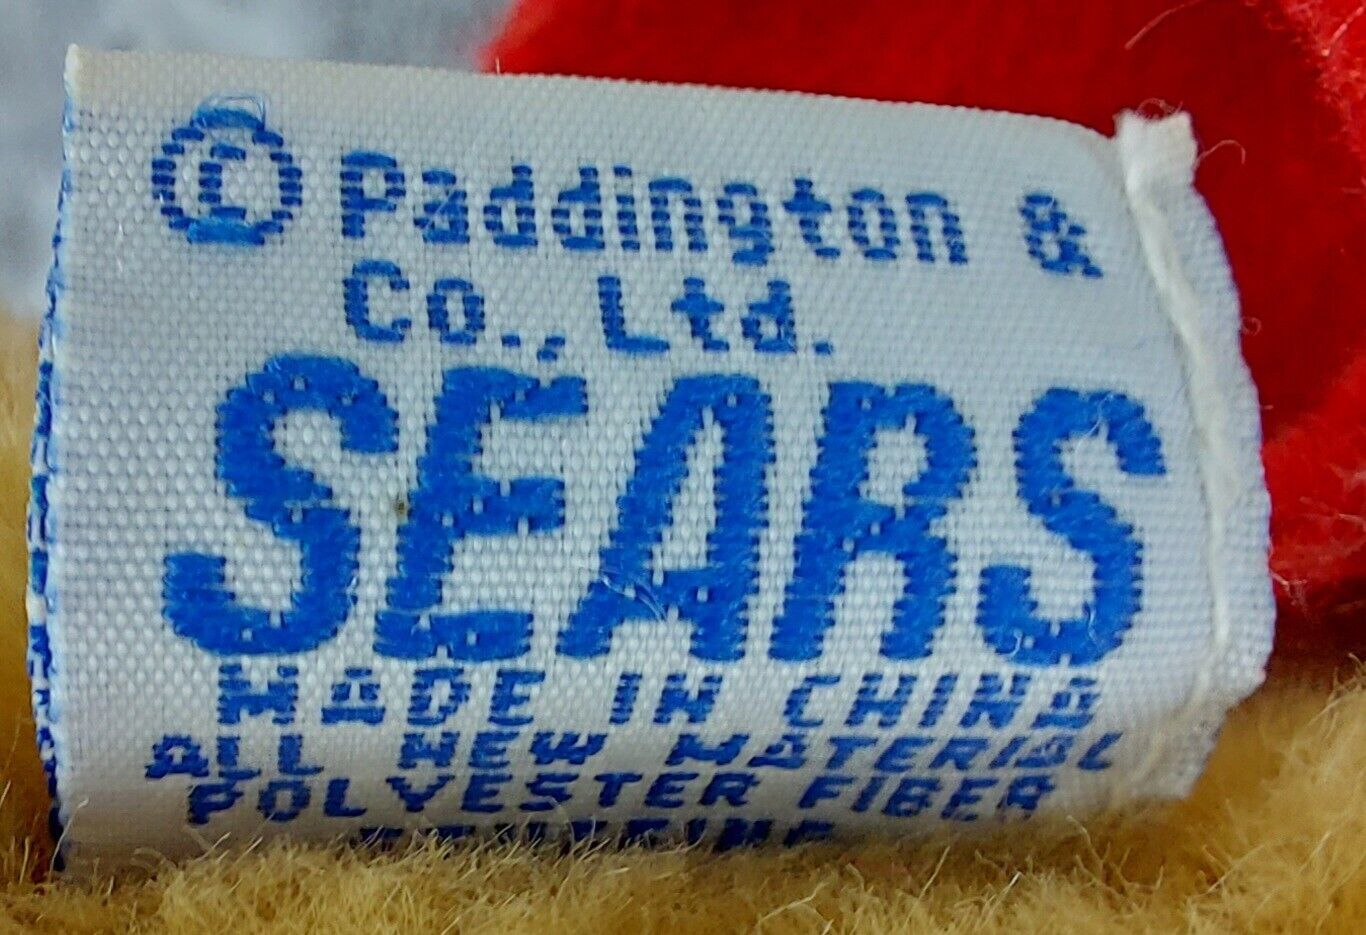 © Paddington &
Co., Ltd.
SEARS
MADE IN CHINA
ALL NEW MATERIAL
POLYESTER FIBER